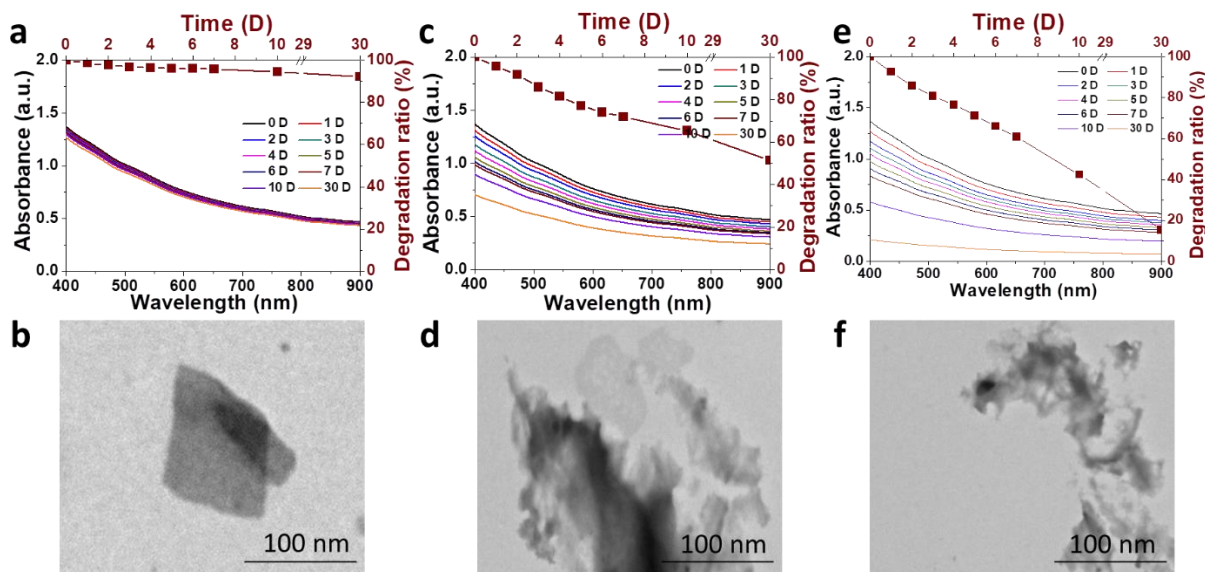 a
Time (D)
0 2 4 6 8 10 29 30
Absorbance (a.u.)
2.0
1.5
1.0
0.5
0.0
0 D 1 D
2 D 3 D
4 D 5 D
6 D 7 D
10 D 30 D
100
80
60
40
20
0
Degradation ratio (%)
400 500 600 700 800 900
Wavelength (nm)
c
Time (D)
0 2 4 6 8 10 29 30
Absorbance (a.u.)
2.0
1.5
1.0
0.5
0.0
0 D 1 D
2 D 3 D
4 D 5 D
6 D 7 D
10 D 30 D
100
80
60
40
20
0
Degradation ratio (%)
400 500 600 700 800 900
Wavelength (nm)
e
Time (D)
0 2 4 6 8 10 29 30
Absorbance (a.u.)
2.0
1.5
1.0
0.5
0.0
0 D 1 D
2 D 3 D
4 D 5 D
6 D 7 D
10 D 30 D
100
80
60
40
20
0
Degradation ratio (%)
400 500 600 700 800 900
Wavelength (nm)
b
100 nm
d
100 nm
f
100 nm